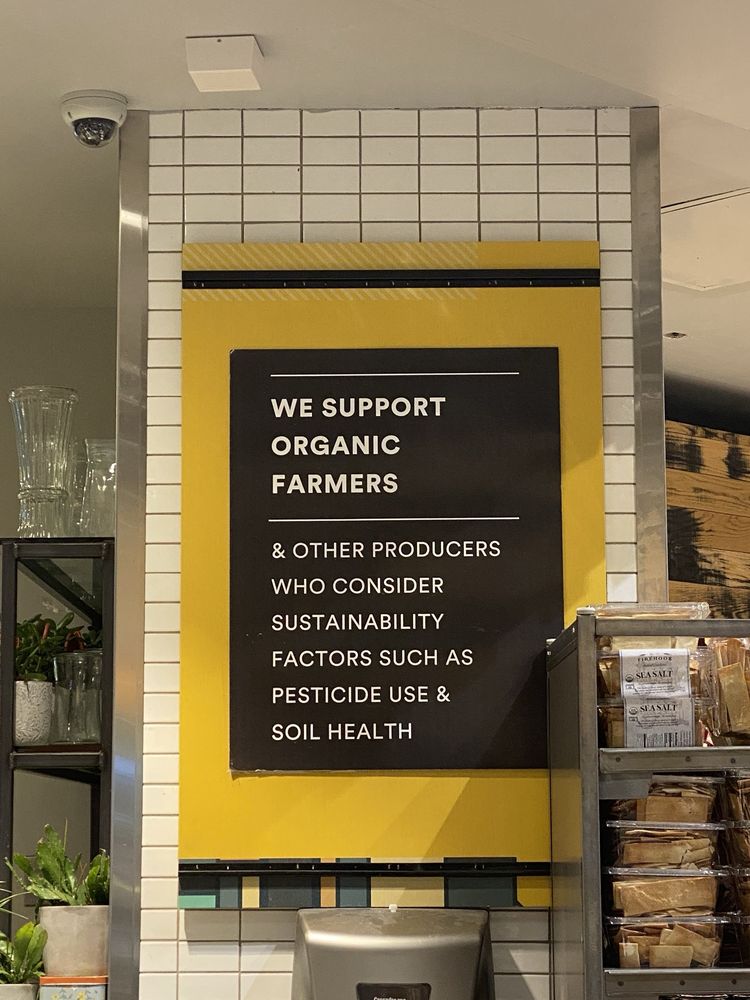 WE SUPPORT
ORGANIC
FARMERS
& OTHER PRODUCERS
WHO CONSIDER
SUSTAINABILITY
FACTORS SUCH AS
PESTICIDE USE &
SOIL HEALTH
FIREHOOK
SEA SALT
SEA SALT